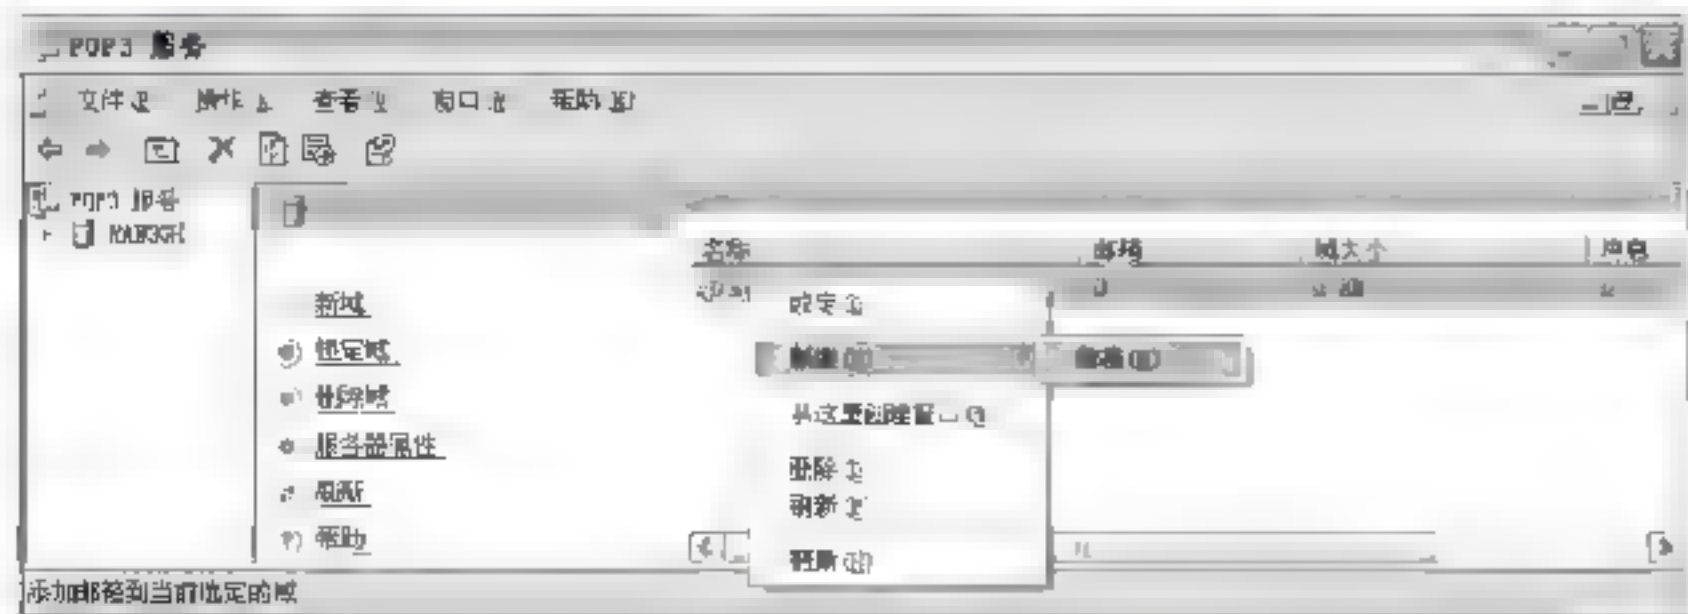 POP3 服务
文件 操作 查看 窗口 帮助
POP3 服务
名称 邮箱 域大小
新域
锁定域
删除域
服务器属性
刷新
帮助
锁定
新建 邮箱
从这里创建窗口
删除
刷新
帮助
添加邮箱到当前选定的域